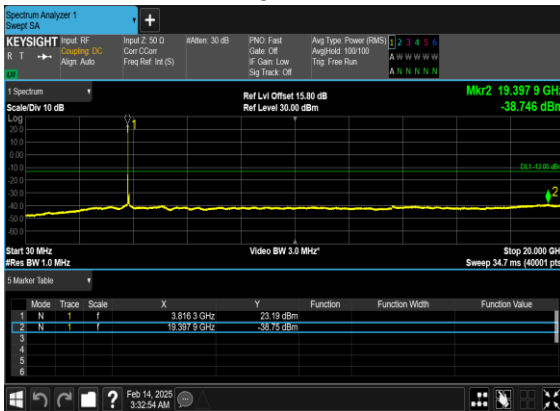 Spectrum Analyzer 1
Swept SA
+
KEYSIGHT Input: RF Input Z: 50 Ω #Atten: 30 dB PNO: Fast Avg Type: Power (RMS) 1 2 3 4 5 6
R T Coupling: DC Corr CCorr Gate: Off Avg|Hold: 100/100 A W W W W W
Align: Auto Freq Ref: Int (S) IF Gain: Low Trig: Free Run
Sig Track: Off A N N N N N
1 Spectrum Ref Lvl Offset 15.80 dB Mkr2 19.397 9 GHz
Scale/Div 10 dB Ref Level 30.00 dBm -38.746 dBm
Log
20.0
10.0
0.00
-10.0
-20.0
-30.0
-40.0
-50.0
-60.0
1
DL1 -13.00 dBm
2
Start 30 MHz Video BW 3.0 MHz* Stop 20.000 GH
#Res BW 1.0 MHz Sweep 34.7 ms (40001 pts
5 Marker Table
Mode Trace Scale X Y Function Function Width Function Value
1 N 1 f 3.816 3 GHz 23.19 dBm
2 N 1 f 19.397 9 GHz -38.75 dBm
3
4
5
6
? Feb 14, 2025
3:32:54 AM